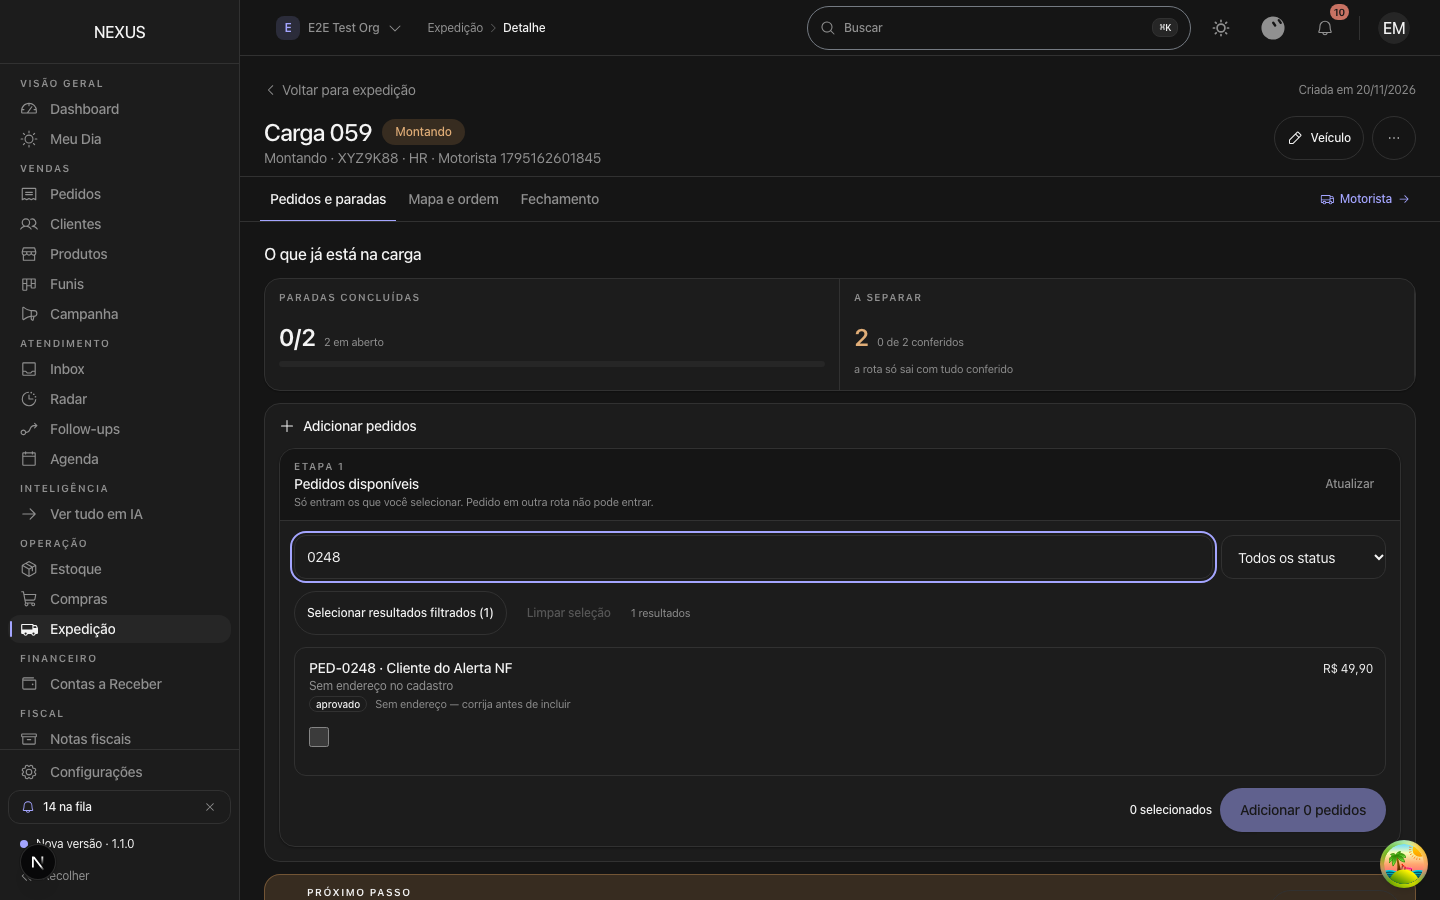 NEXUS
VISÃO GERAL
Dashboard
Meu Dia
VENDAS
Pedidos
Clientes
Produtos
Funis
Campanha
ATENDIMENTO
Inbox
Radar
Follow-ups
Agenda
INTELIGÊNCIA
Ver tudo em IA
OPERAÇÃO
Estoque
Compras
Expedição
FINANCEIRO
Contas a Receber
FISCAL
Notas fiscais
Configurações
14 na fila
Nova versão · 1.1.0
N
E
E2E Test Org
Expedição
Detalhe
Buscar
⌘K
10
EM
Voltar para expedição
Criada em 20/11/2026
Carga 059
Montando
Veículo
Montando · XYZ9K88 · HR · Motorista 1795162601845
Pedidos e paradas
Mapa e ordem
Fechamento
Motorista
O que já está na carga
PARADAS CONCLUÍDAS
0/2 2 em aberto
A SEPARAR
2 0 de 2 conferidos
a rota só sai com tudo conferido
Adicionar pedidos
ETAPA 1
Pedidos disponíveis
Só entram os que você selecionar. Pedido em outra rota não pode entrar.
Atualizar
0248
Todos os status
Selecionar resultados filtrados (1)
Limpar seleção
1 resultados
PED-0248 · Cliente do Alerta NF
R$ 49,90
Sem endereço no cadastro
aprovado
Sem endereço — corrija antes de incluir
0 selecionados
Adicionar 0 pedidos
PRÓXIMO PASSO